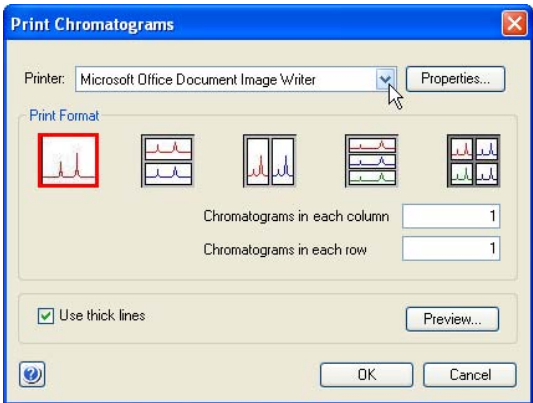 Print Chromatograms
Printer: Microsoft Office Document Image Writer Properties...
Print Format
Chromatograms in each column 1
Chromatograms in each row 1
Use thick lines Preview...
OK Cancel